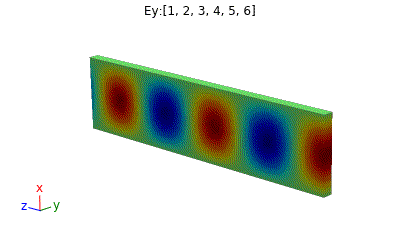 Ey:[1, 2, 3, 4, 5, 6]
x
z
y